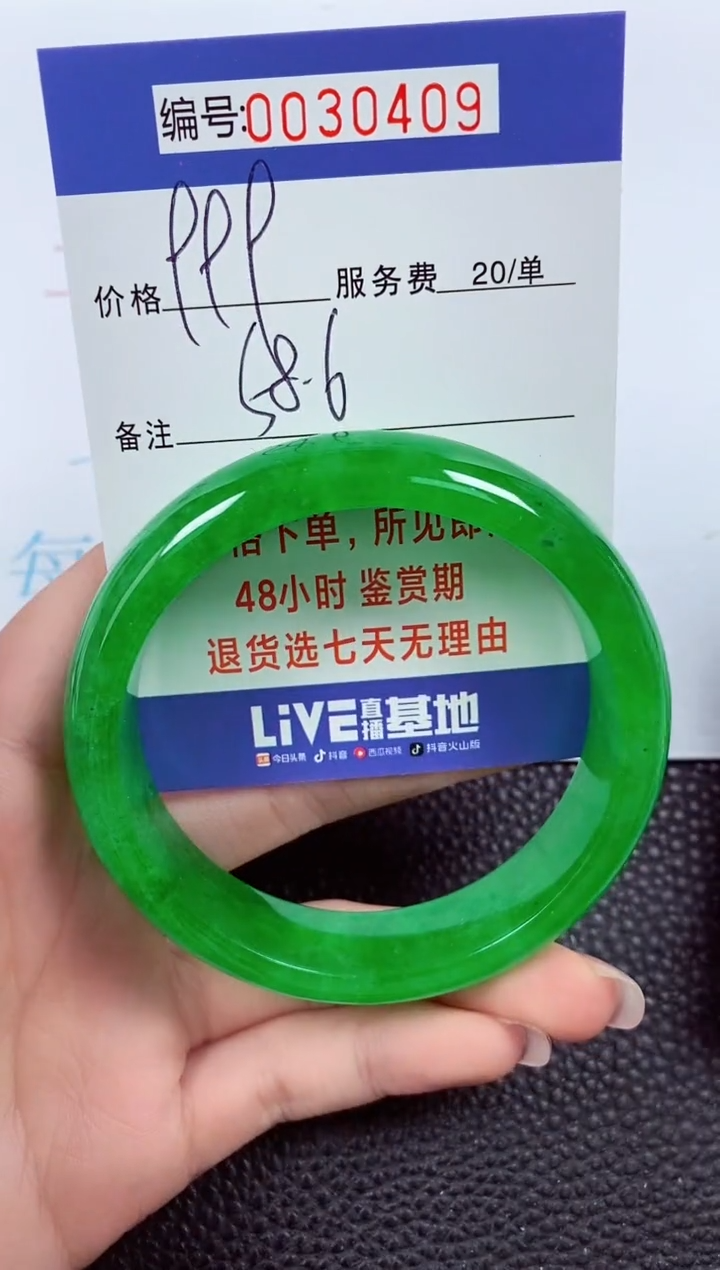 编号:0030409
价格 PPP 服务费 20/单
备注 58.6
下单,所见即
48小时 鉴赏期
退货选七天无理由
LiVE直播基地
今日头条 抖音 西瓜视频 抖音火山版
每